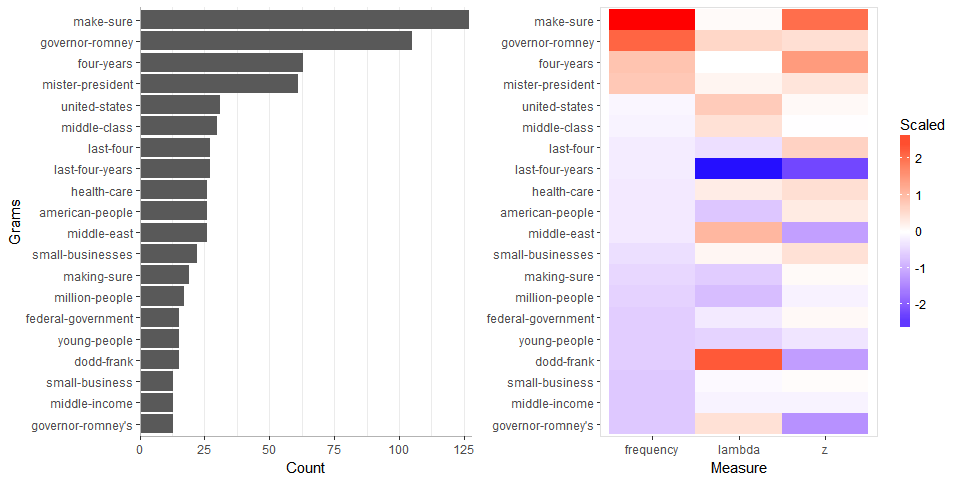 Grams
make-sure
governor-romney
four-years
mister-president
united-states
middle-class
last-four
last-four-years
health-care
american-people
middle-east
small-businesses
making-sure
million-people
federal-government
young-people
dodd-frank
small-business
middle-income
governor-romney's
0 25 50 75 100 125
Count
make-sure
governor-romney
four-years
mister-president
united-states
middle-class
last-four
last-four-years
health-care
american-people
middle-east
small-businesses
making-sure
million-people
federal-government
young-people
dodd-frank
small-business
middle-income
governor-romney's
frequency lambda z
Measure
Scaled
2
1
0
-1
-2